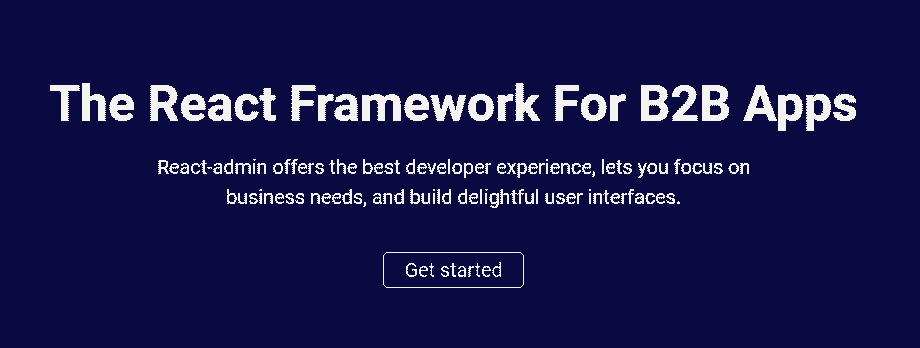 The React Framework For B2B Apps
React-admin offers the best developer experience, lets you focus on
business needs, and build delightful user interfaces.
Get started